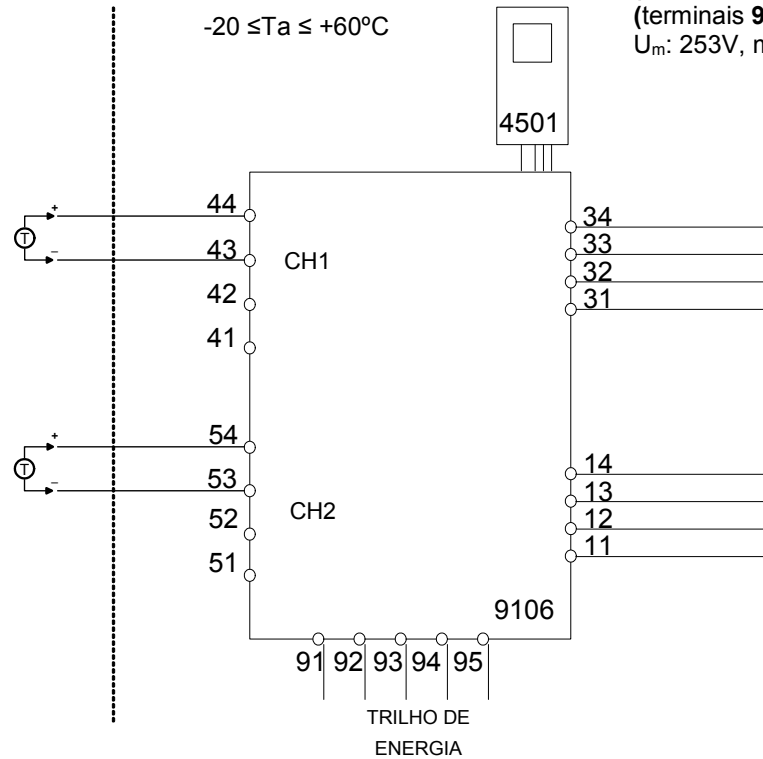 -20 ≤Ta ≤ +60ºC
(terminais 9
Um: 253V, m
4501
44
43
CH1
42
41
34
33
32
31
54
53
CH2
52
51
14
13
12
11
9106
91 92 93 94 95
TRILHO DE
ENERGIA
T
+
−
T
+
−